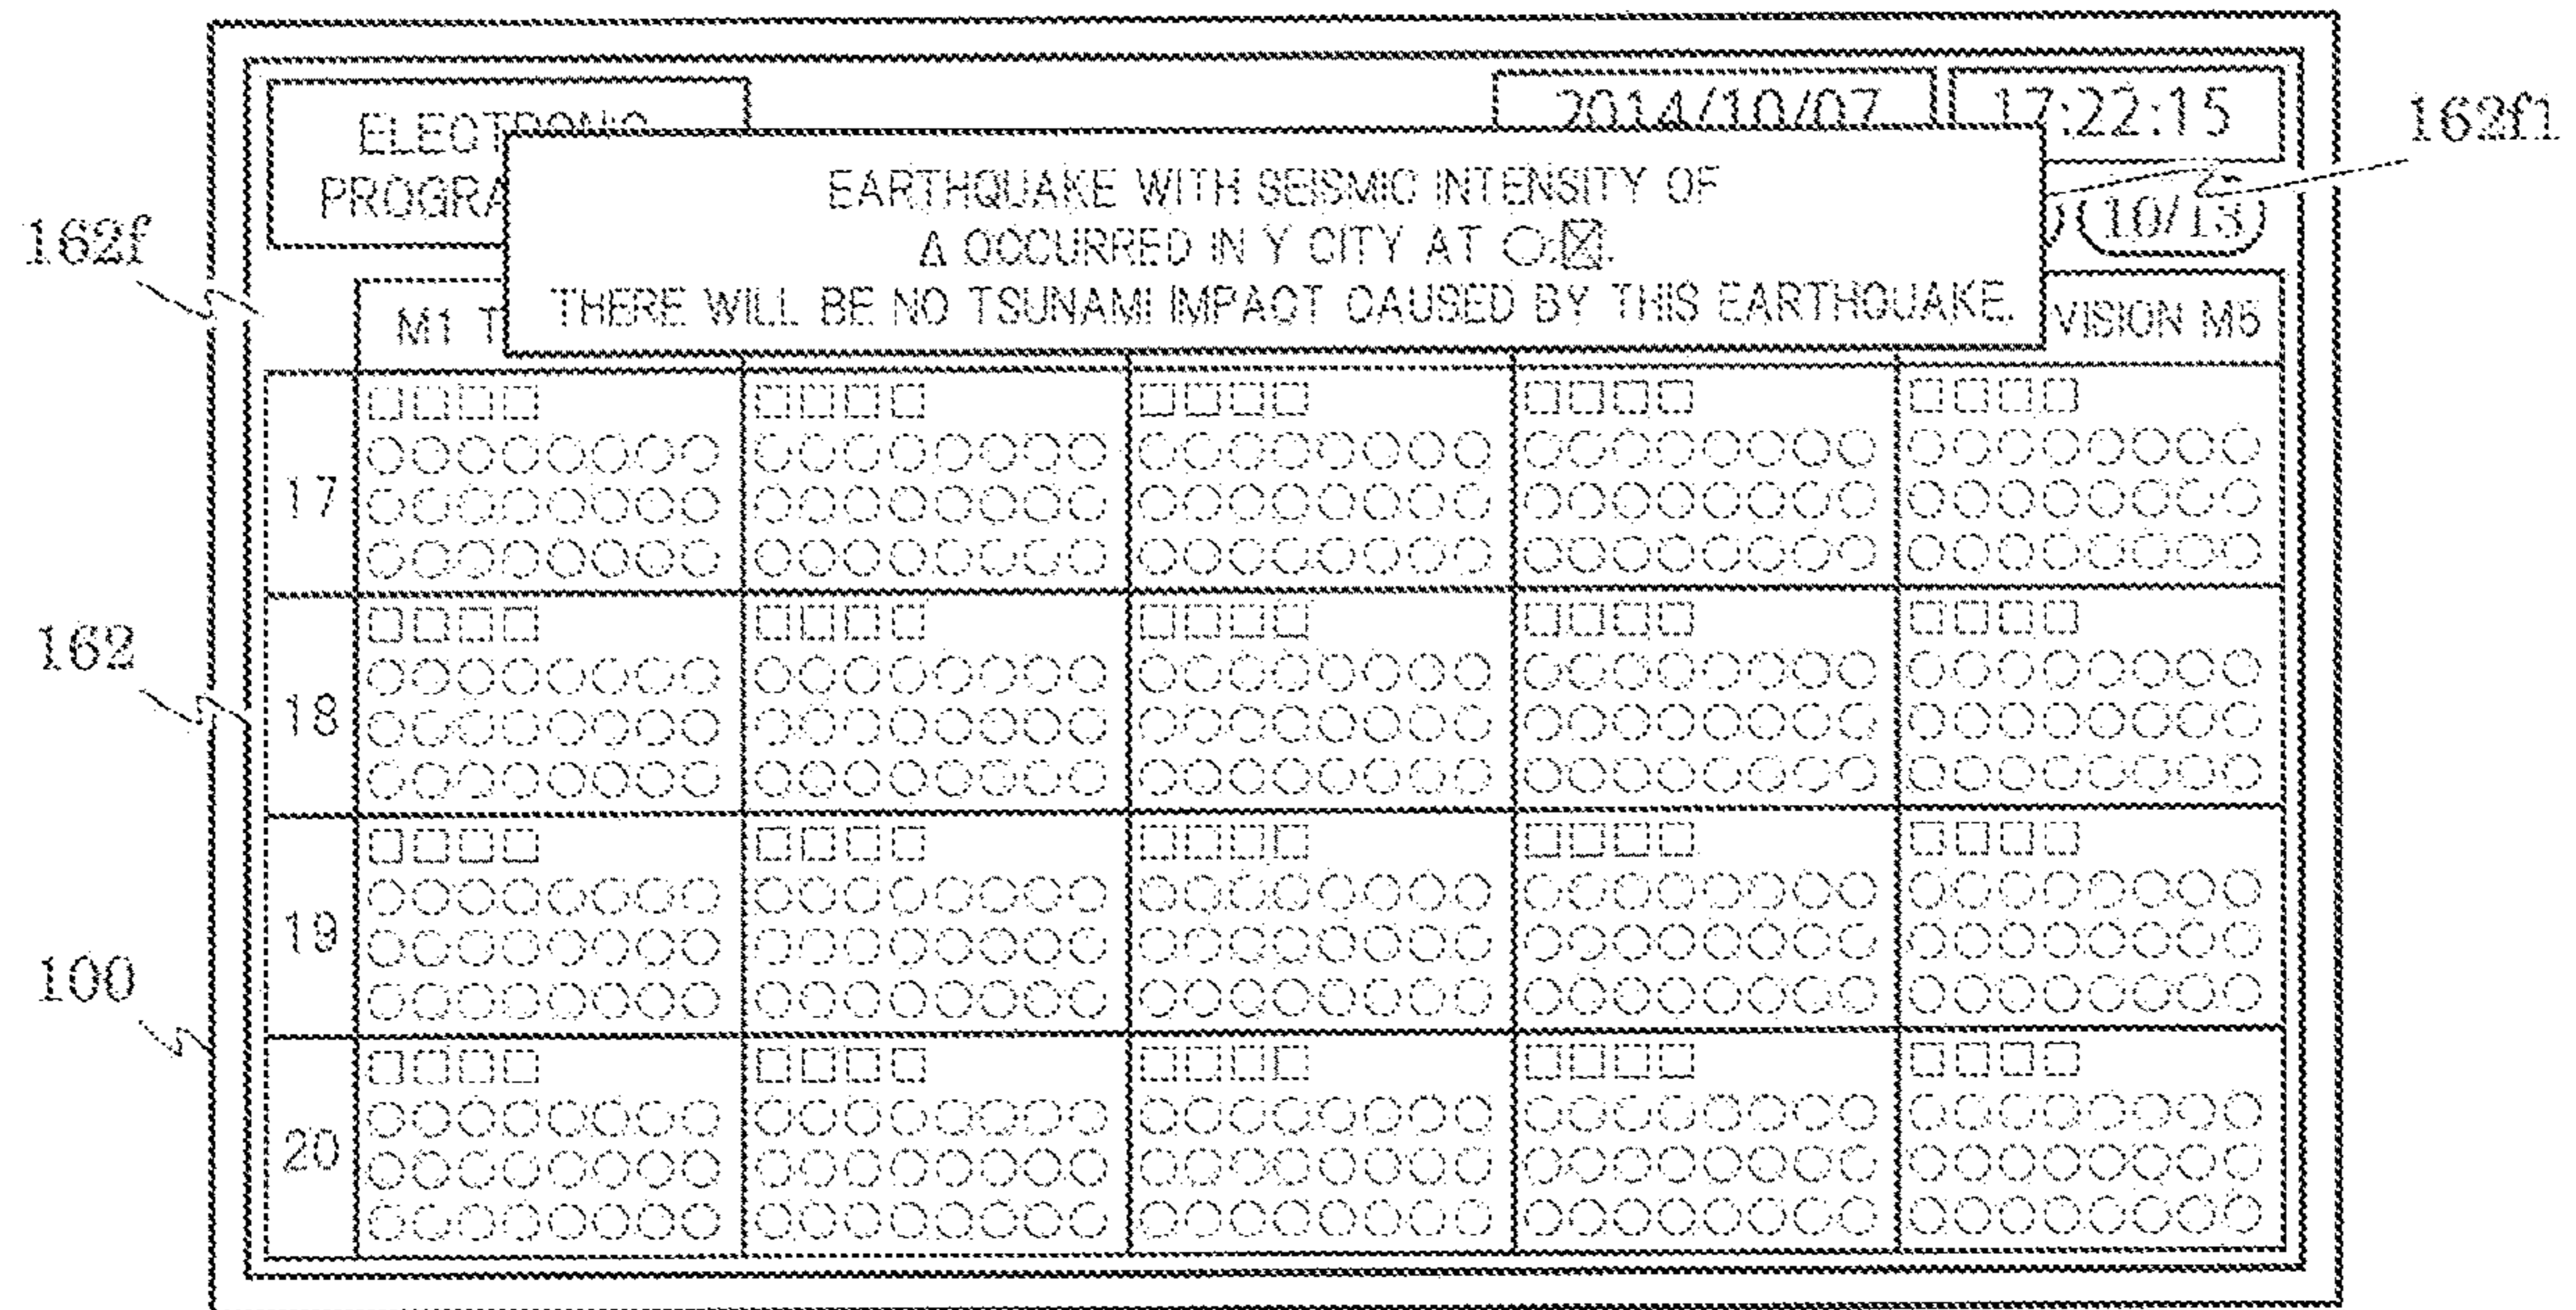 2014/10/07 17:22:15
162f1
EARTHQUAKE WITH SEISMIC INTENSITY OF
10/13
Δ OCCURRED IN Y CITY AT ○:☒.
162f
THERE WILL BE NO TSUNAMI IMPACT CAUSED BY THIS EARTHQUAKE.
M1 T VISION M5
□□□□ □□□□ □□□□ □□□□ □□□□
17
162
□□□□ □□□□ □□□□ □□□□ □□□□
18
□□□□ □□□□ □□□□ □□□□ □□□□
19
100
□□□□ □□□□ □□□□ □□□□ □□□□
20